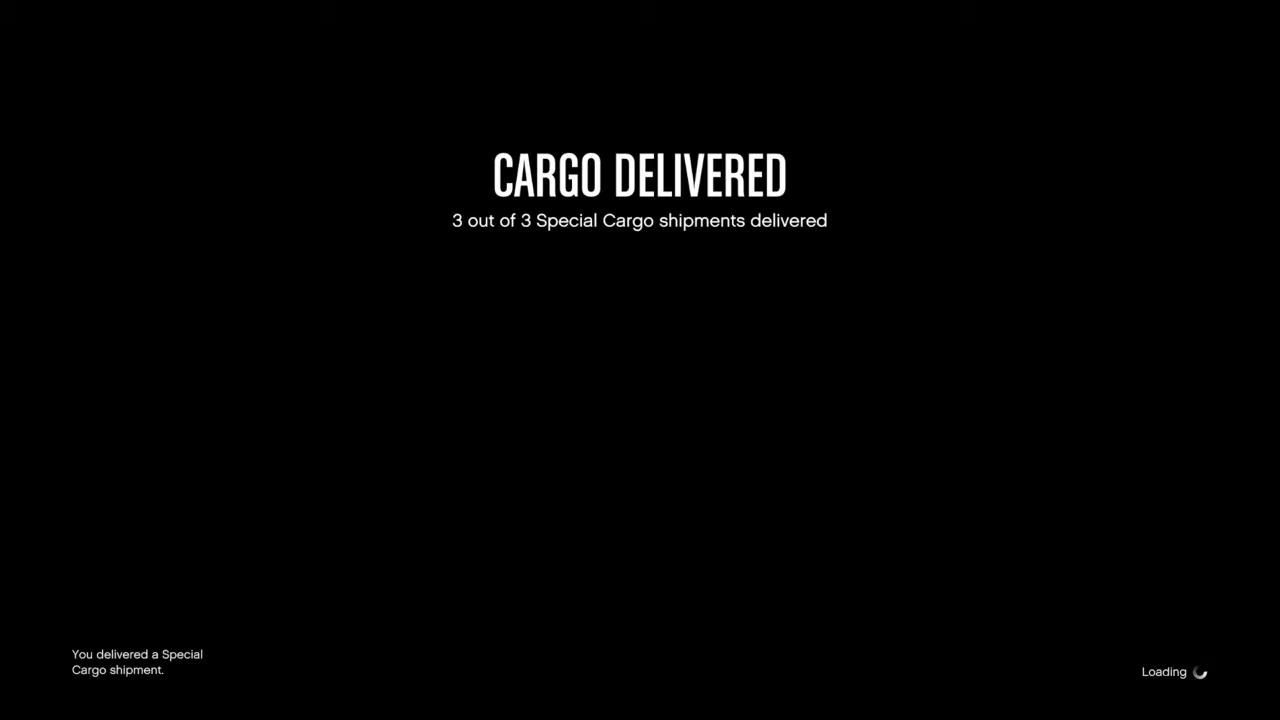 CARGO DELIVERED
3 out of 3 Special Cargo shipments delivered
You delivered a Special
Cargo shipment.
Loading